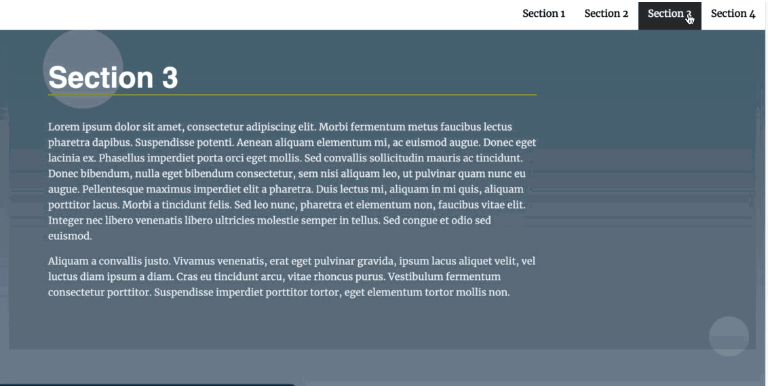 Section 1 Section 2 Section 3 Section 4
Section 3
Lorem ipsum dolor sit amet, consectetur adipiscing elit. Morbi fermentum metus faucibus lectus
pharetra dapibus. Suspendisse potenti. Aenean aliquam elementum mi, ac euismod augue. Donec eget
lacinia ex. Phasellus imperdiet porta orci eget mollis. Sed convallis sollicitudin mauris ac tincidunt.
Donec bibendum, nulla eget bibendum consectetur, sem nisi aliquam leo, ut pulvinar quam nunc eu
augue. Pellentesque maximus imperdiet elit a pharetra. Duis lectus mi, aliquam in mi quis, aliquam
porttitor lacus. Morbi a tincidunt felis. Sed leo nunc, pharetra et elementum non, faucibus vitae elit.
Integer nec libero venenatis libero ultricies molestie semper in tellus. Sed congue et odio sed
euismod.
Aliquam a convallis justo. Vivamus venenatis, erat eget pulvinar gravida, ipsum lacus aliquet velit, vel
luctus diam ipsum a diam. Cras eu tincidunt arcu, vitae rhoncus purus. Vestibulum fermentum
consectetur porttitor. Suspendisse imperdiet porttitor tortor, eget elementum tortor mollis non.